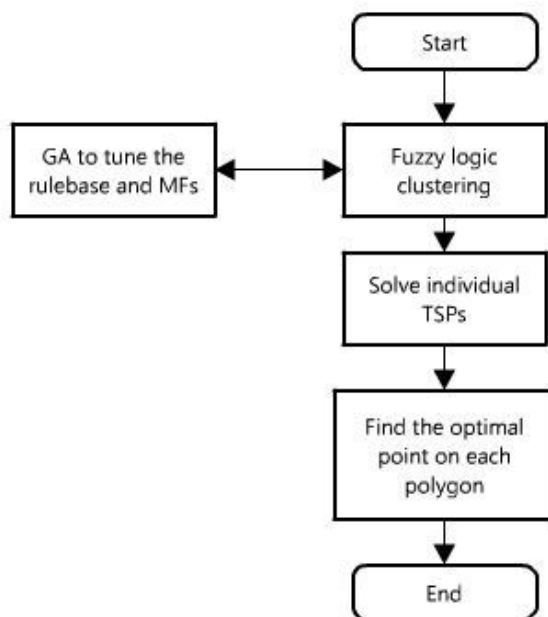 Start
GA to tune the
rulebase and MFs
Fuzzy logic
clustering
Solve individual
TSPs
Find the optimal
point on each
polygon
End